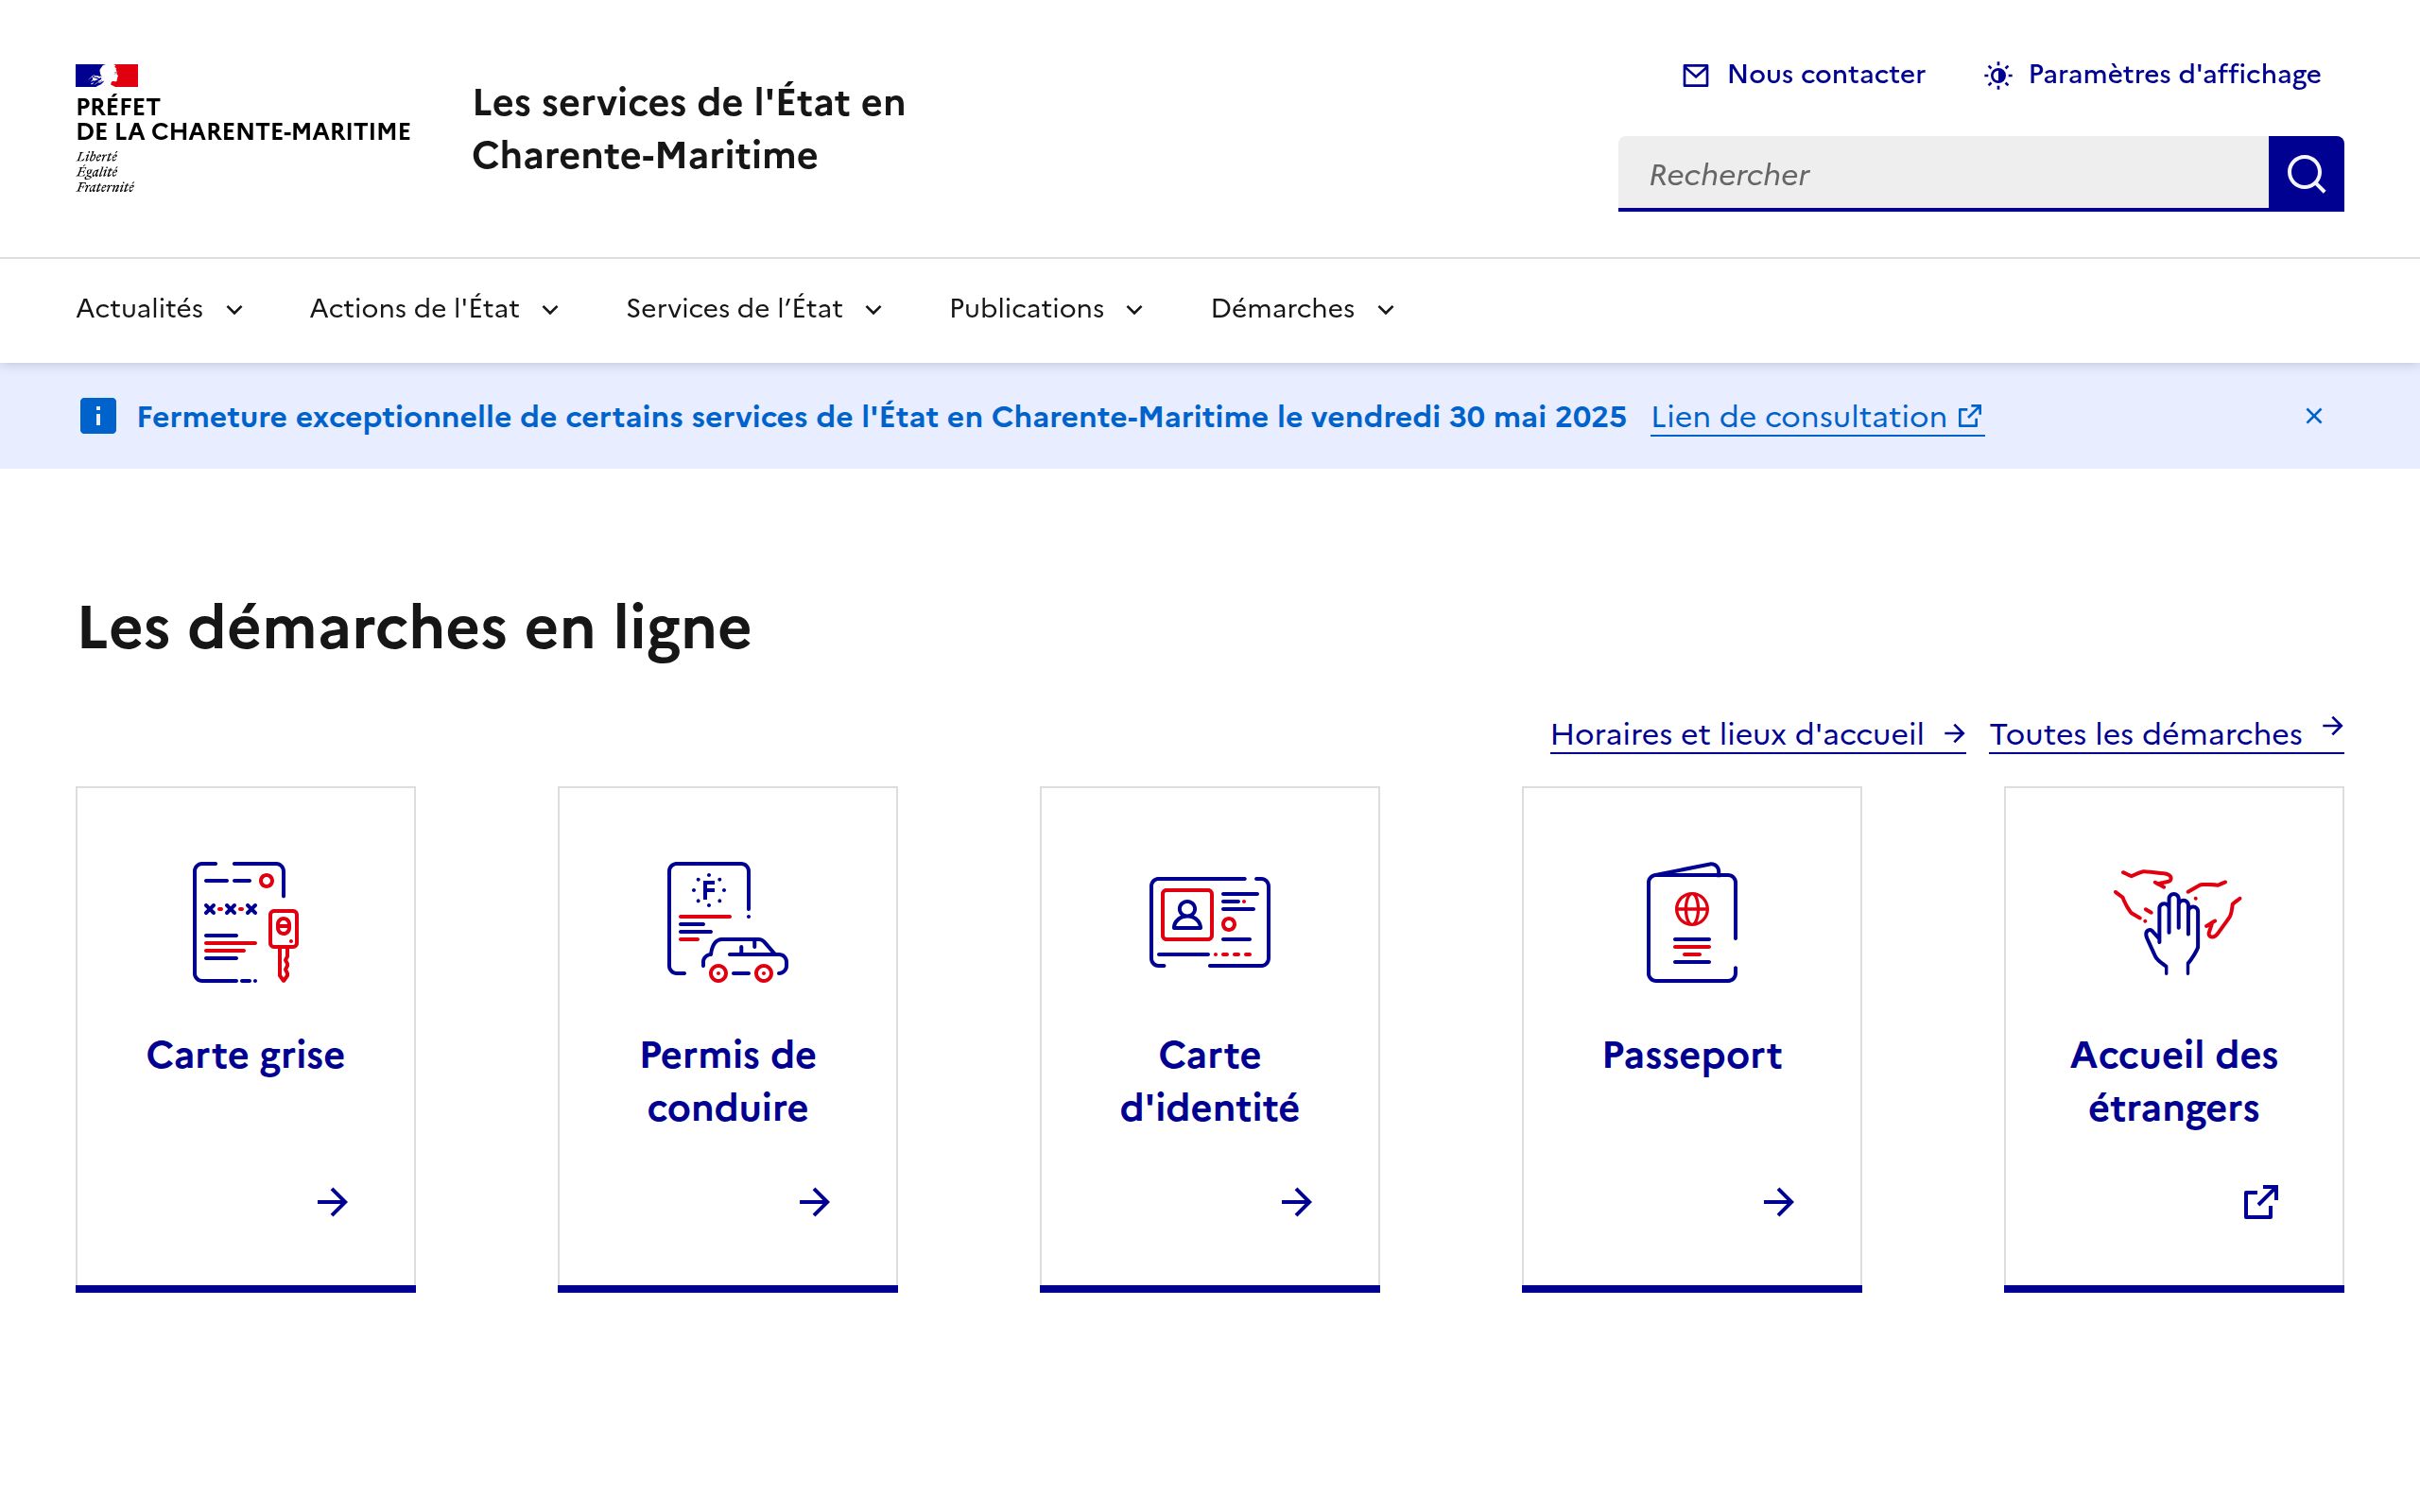 PRÉFET
DE LA CHARENTE-MARITIME
Liberté
Égalité
Fraternité
Les services de l'État en
Charente-Maritime
Nous contacter
Paramètres d'affichage
Rechercher
Actualités
Actions de l'État
Services de l’État
Publications
Démarches
Fermeture exceptionnelle de certains services de l'État en Charente-Maritime le vendredi 30 mai 2025 Lien de consultation
Les démarches en ligne
Horaires et lieux d'accueil
Toutes les démarches
Carte grise
F
Permis de
conduire
Carte
d'identité
Passeport
Accueil des
étrangers